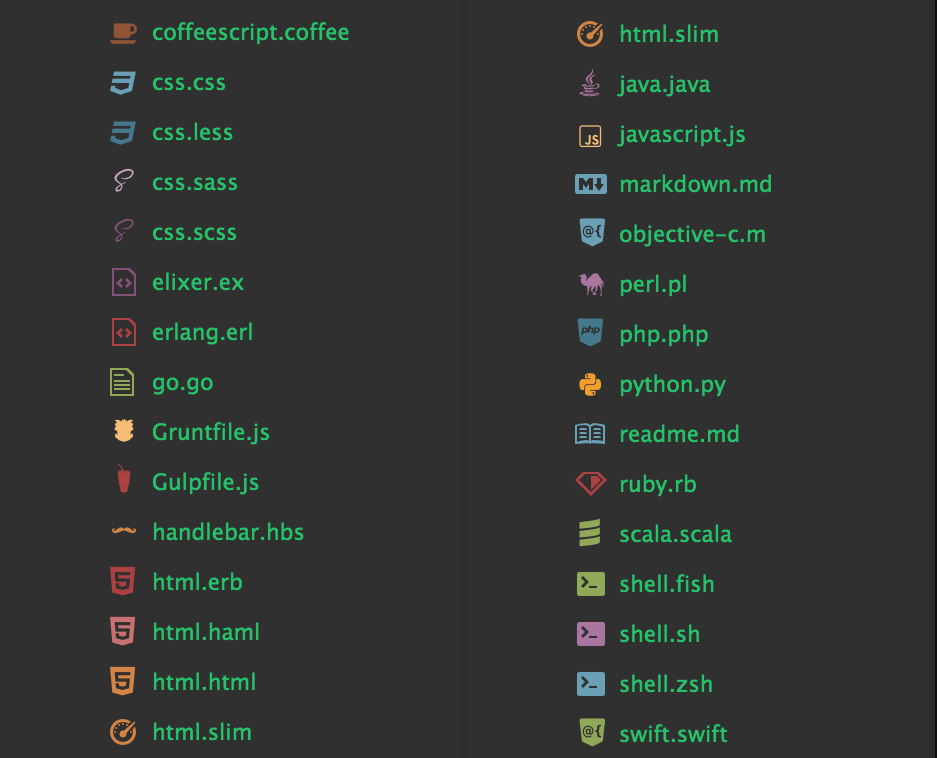 coffeescript.coffee
css.css
css.less
css.sass
css.scss
elixer.ex
erlang.erl
go.go
Gruntfile.js
Gulpfile.js
handlebar.hbs
html.erb
html.haml
html.html
html.slim
html.slim
java.java
JS javascript.js
M markdown.md
@{ objective-c.m
perl.pl
php php.php
python.py
readme.md
ruby.rb
scala.scala
>_ shell.fish
>_ shell.sh
>_ shell.zsh
@{ swift.swift